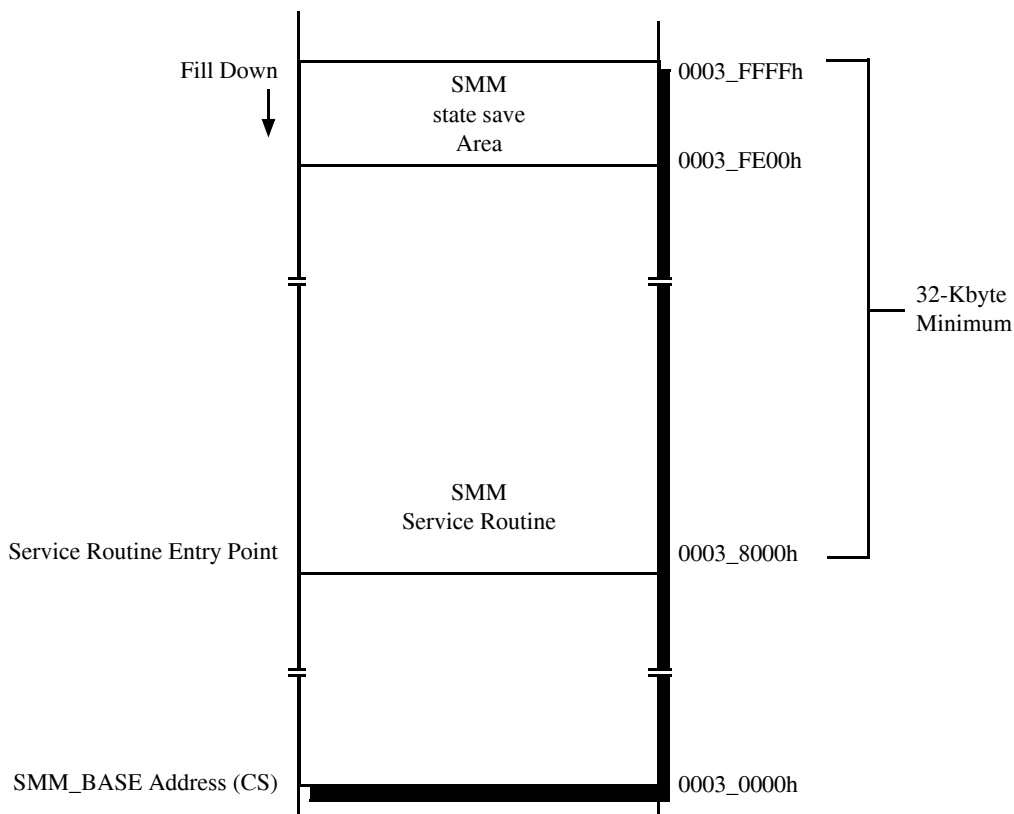 Fill Down
SMM
state save
Area
0003_FFFFh
0003_FE00h
32-Kbyte
Minimum
SMM
Service Routine
Service Routine Entry Point
0003_8000h
SMM_BASE Address (CS)
0003_0000h